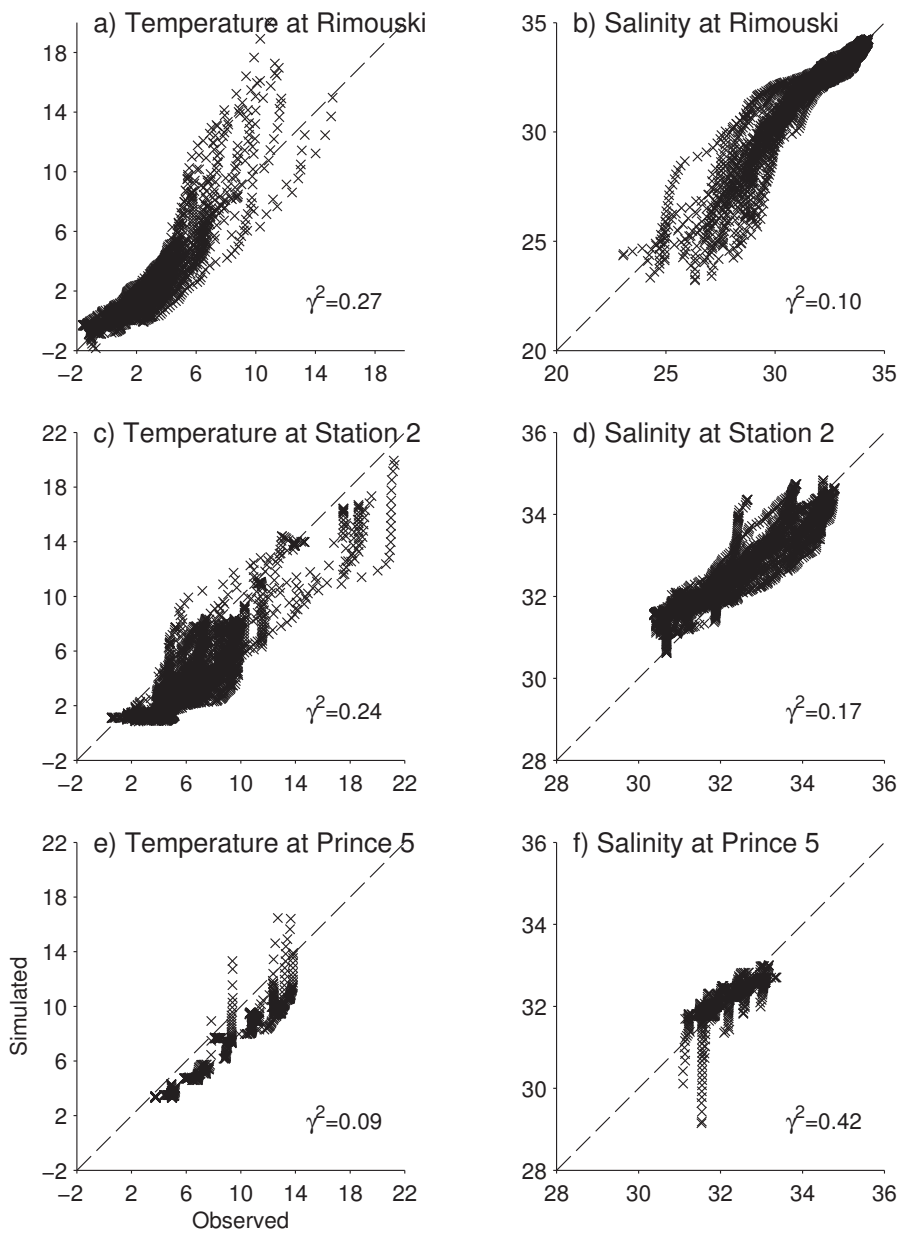 a) Temperature at Rimouski
18
14
10
6
2
−2
−2 2 6 10 14 18
γ²=0.27
b) Salinity at Rimouski
35
30
25
20
20 25 30 35
γ²=0.10
c) Temperature at Station 2
22
18
14
10
6
2
−2
−2 2 6 10 14 18 22
γ²=0.24
d) Salinity at Station 2
36
34
32
30
28
28 30 32 34 36
γ²=0.17
e) Temperature at Prince 5
22
18
14
10
6
2
−2
−2 2 6 10 14 18 22
γ²=0.09
Simulated
Observed
f) Salinity at Prince 5
36
34
32
30
28
28 30 32 34 36
γ²=0.42